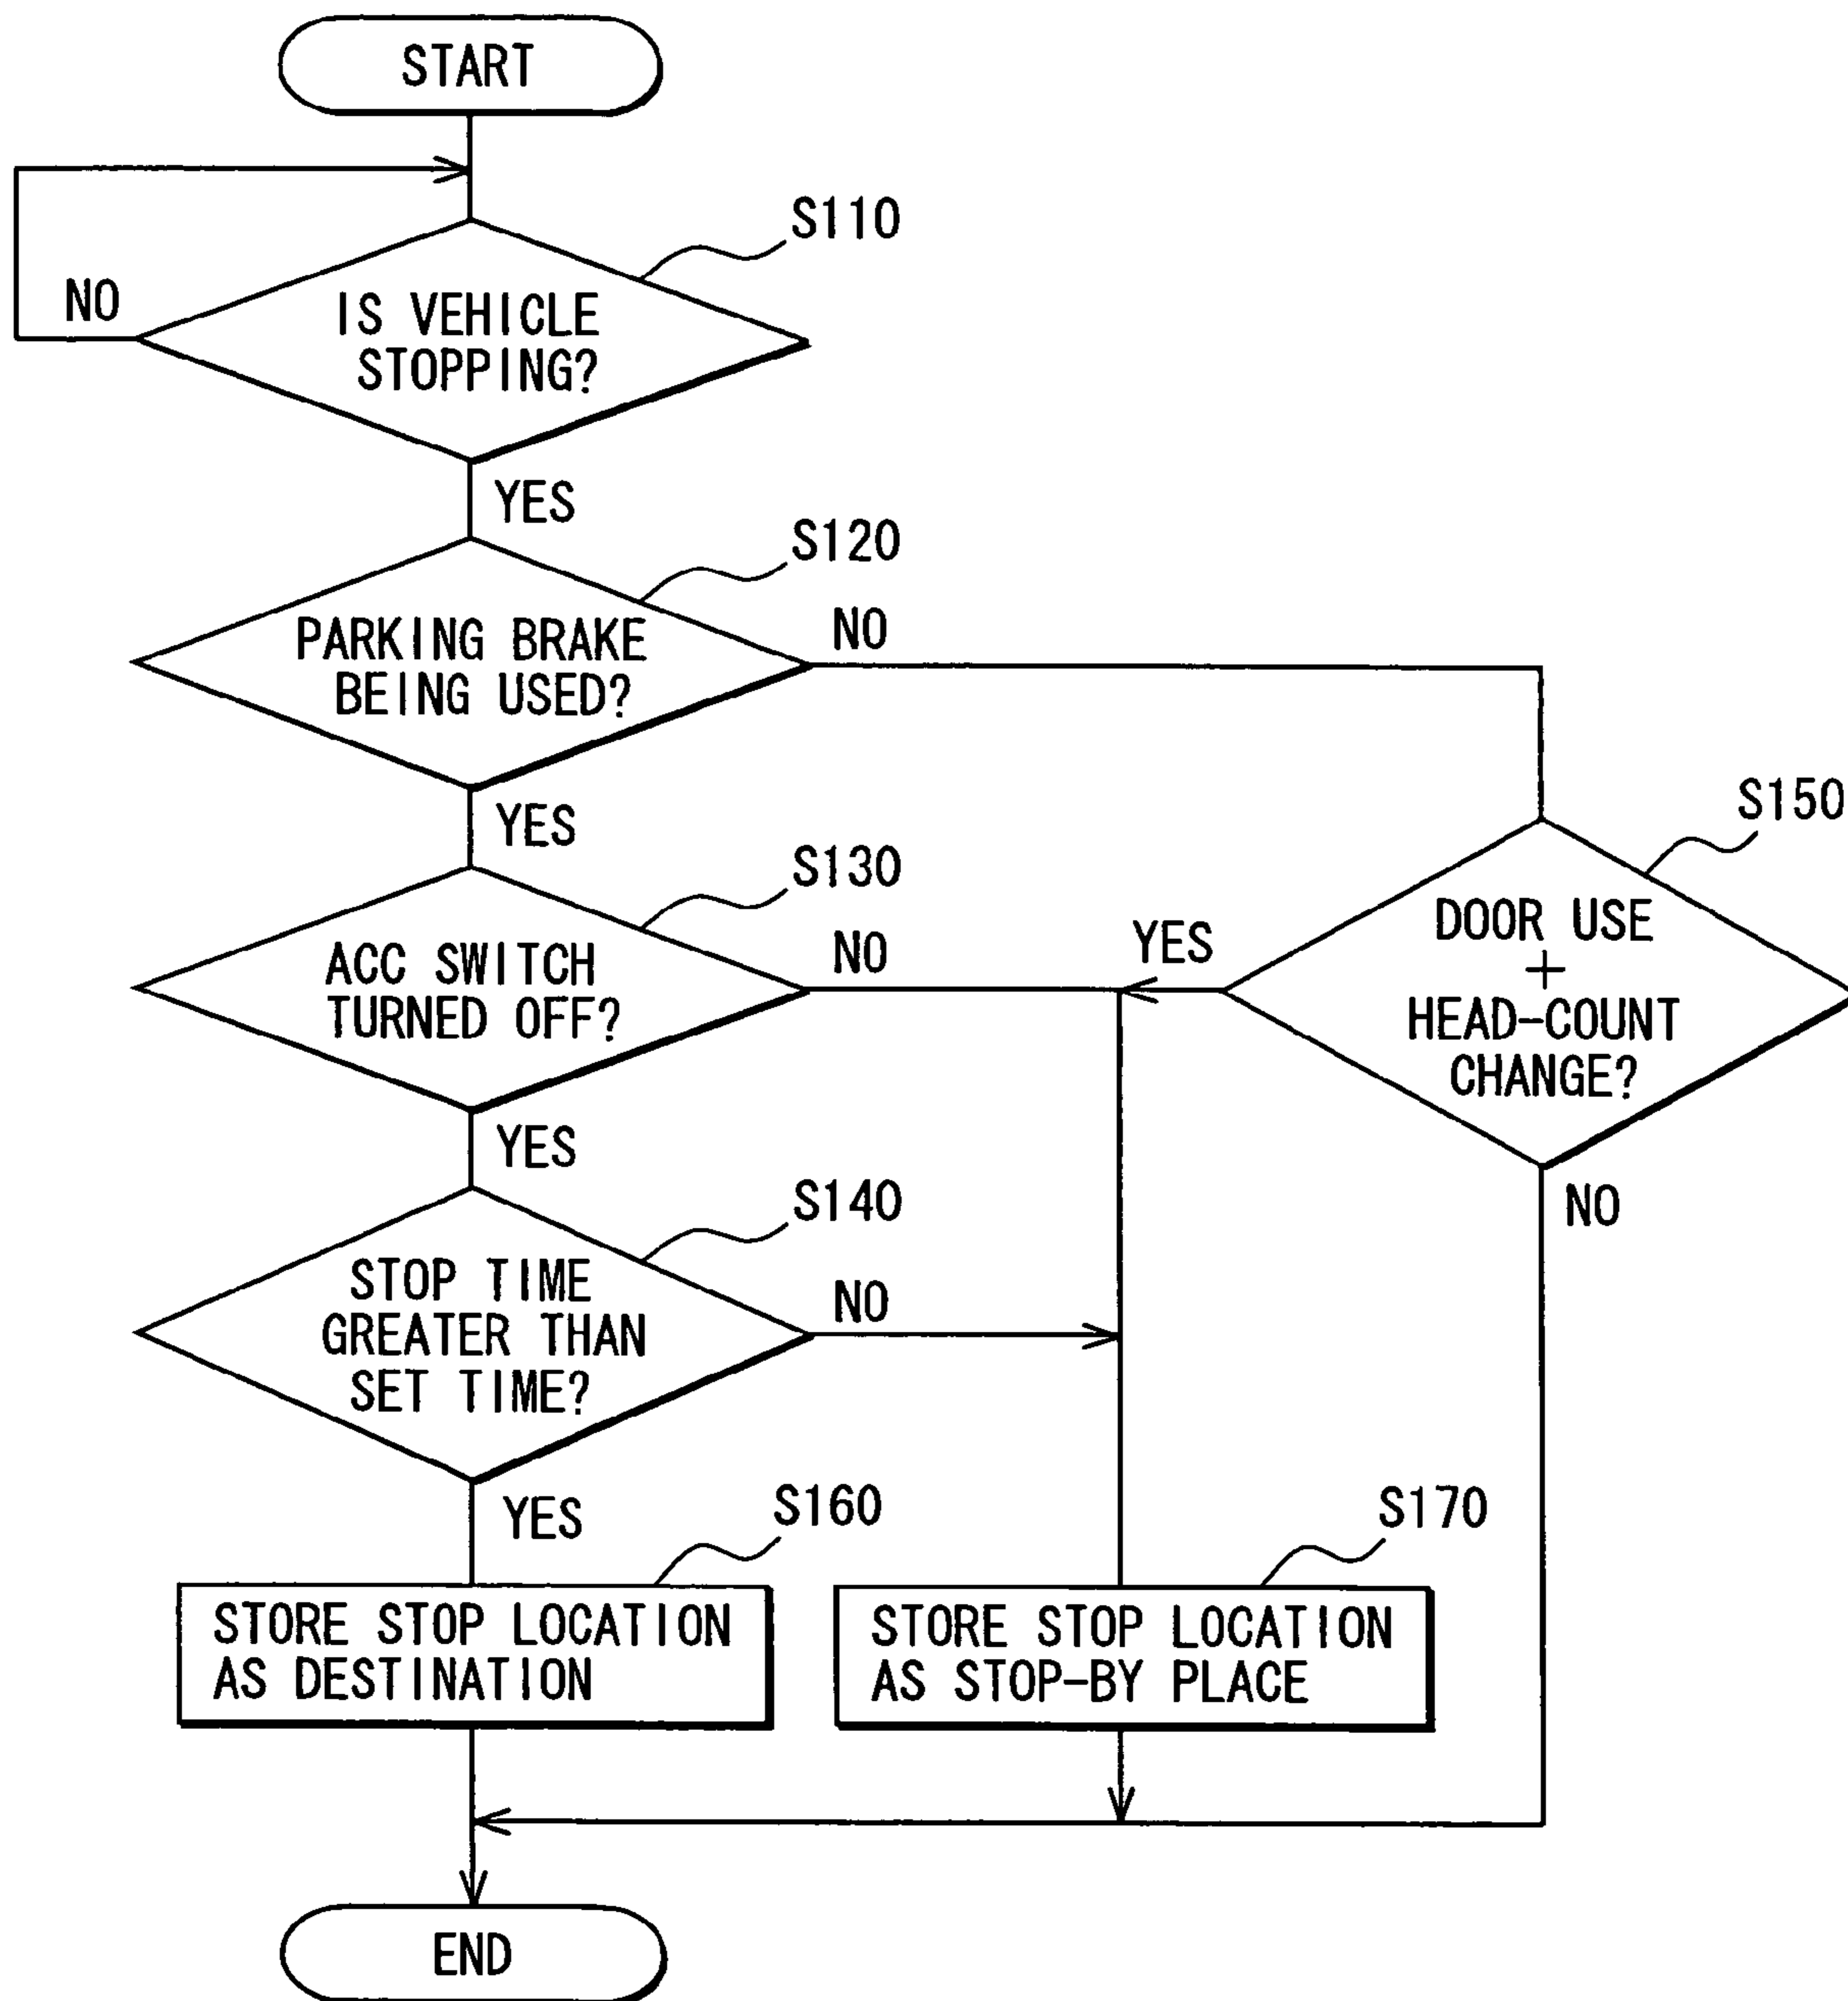 START
S110
NO
IS VEHICLE
STOPPING?
YES
S120
PARKING BRAKE
BEING USED?
NO
YES
S130
ACC SWITCH
TURNED OFF?
NO
S150
DOOR USE
+
HEAD-COUNT
CHANGE?
YES
NO
YES
S140
STOP TIME
GREATER THAN
SET TIME?
NO
YES
S160
STORE STOP LOCATION
AS DESTINATION
S170
STORE STOP LOCATION
AS STOP-BY PLACE
END